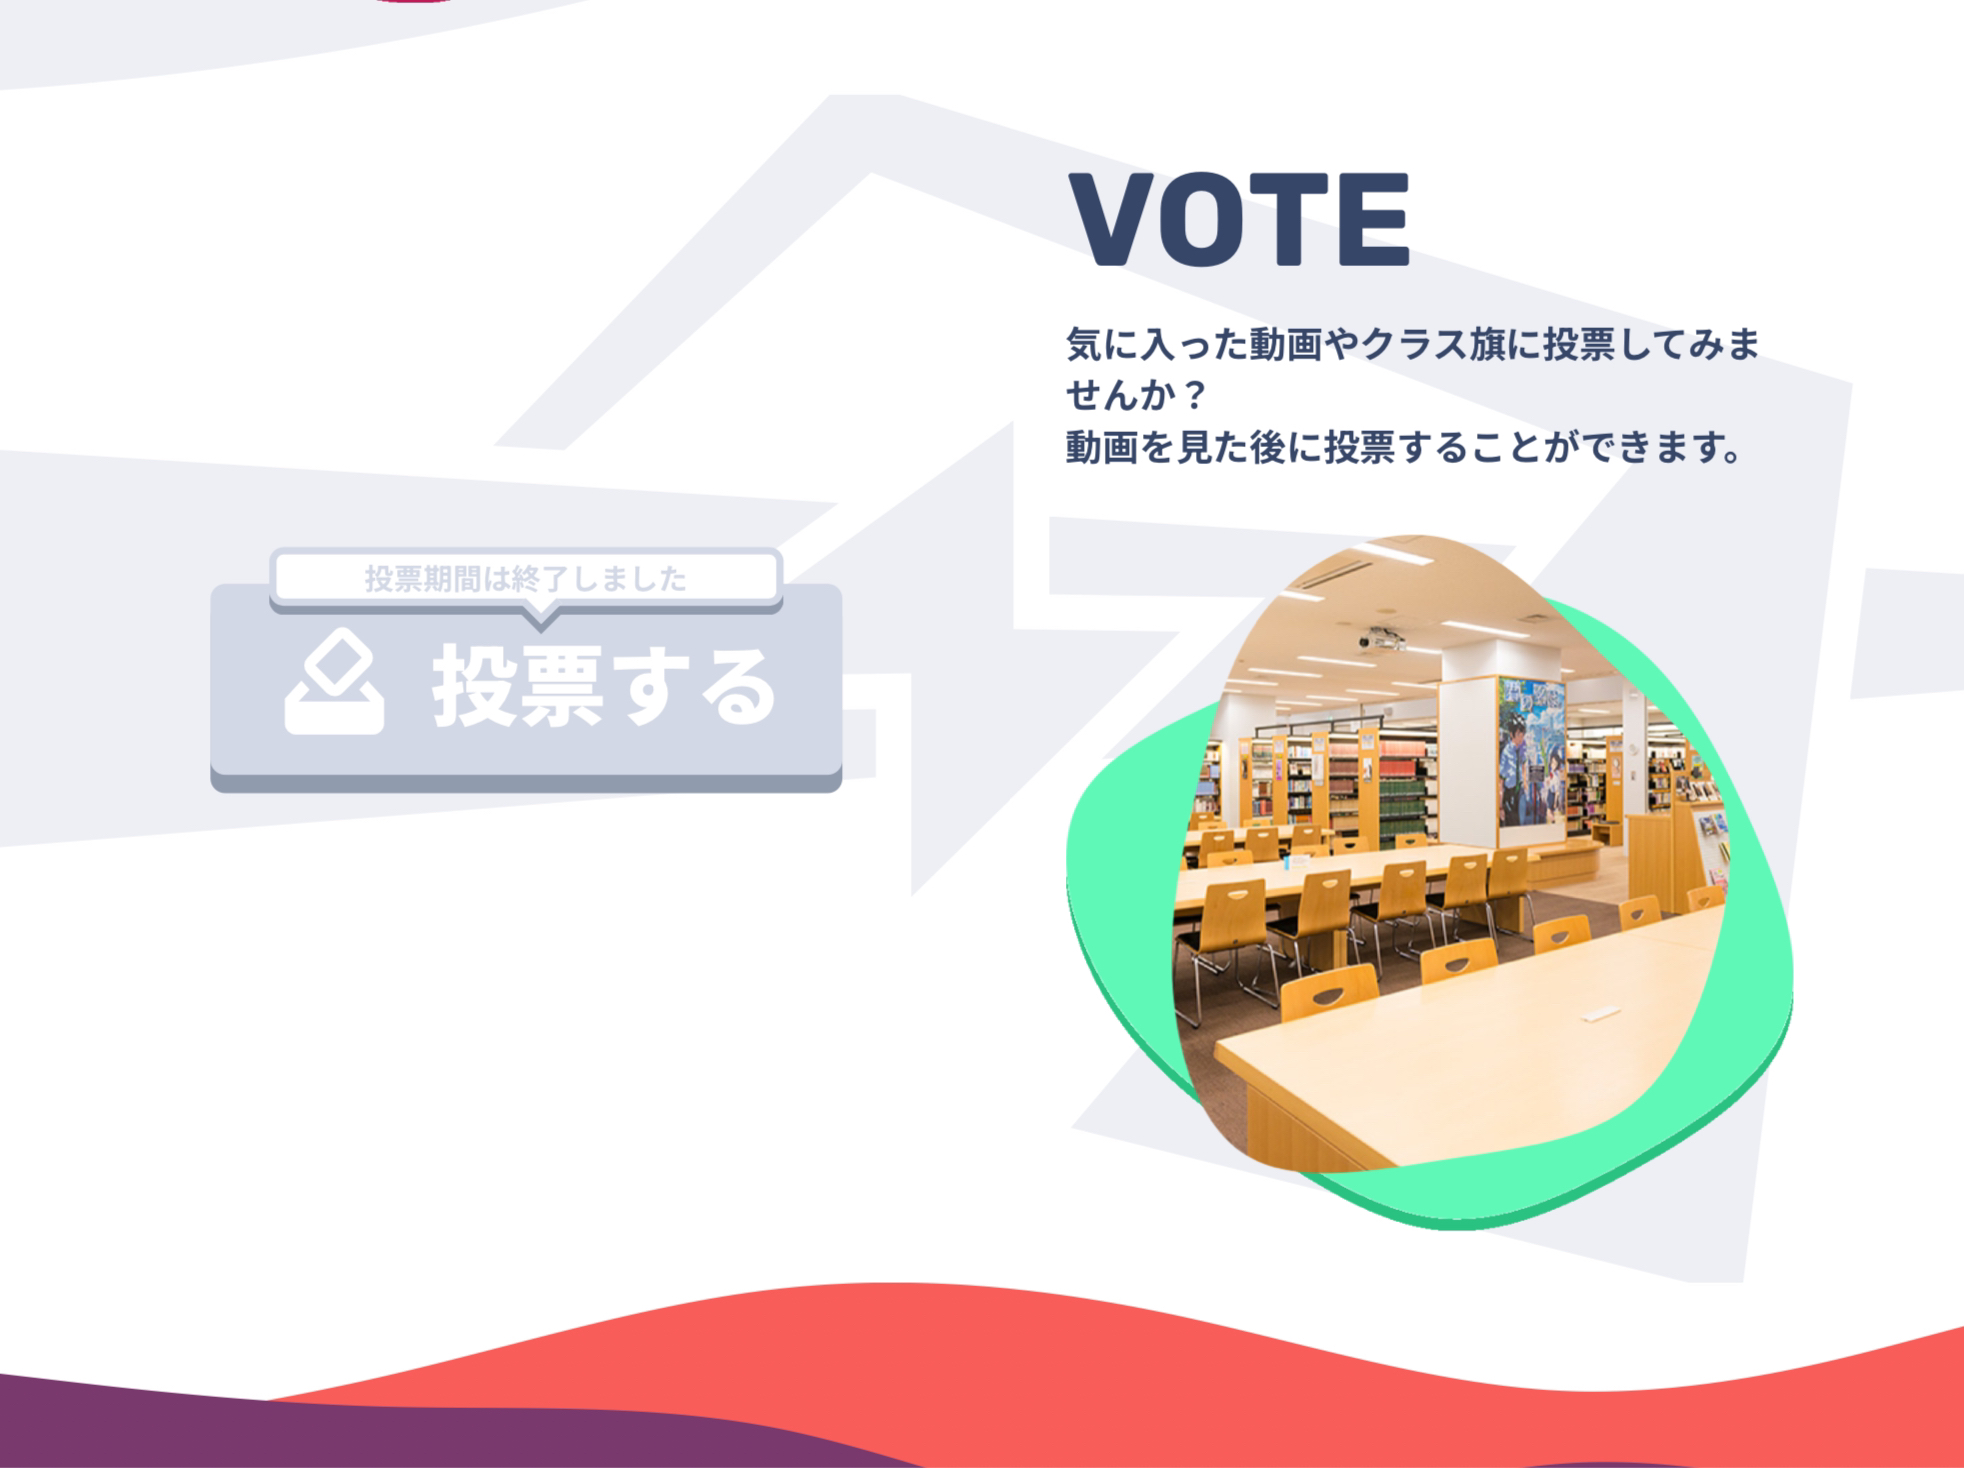 VOTE
気に入った動画やクラス旗に投票してみま
せんか？
動画を見た後に投票することができます。
投票期間は終了しました
投票する